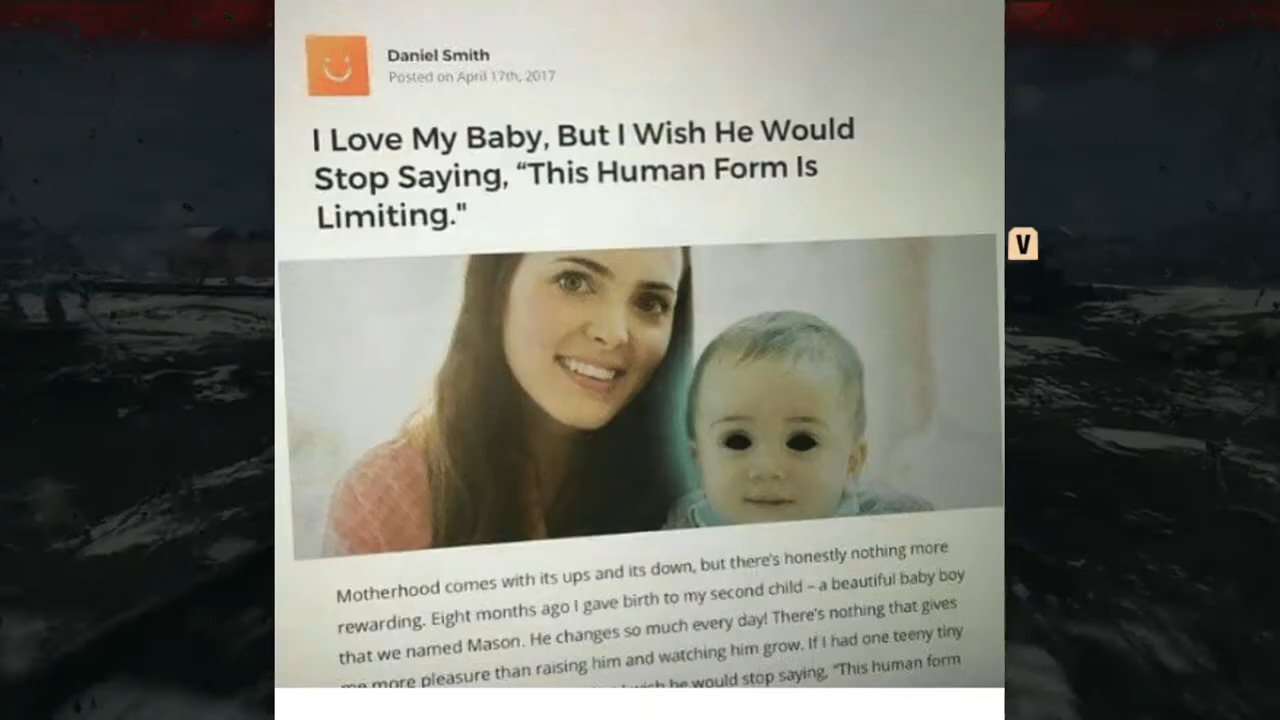 Daniel Smith
Posted on April 17th, 2017
I Love My Baby, But I Wish He Would
Stop Saying, “This Human Form Is
Limiting."
V
Motherhood comes with its ups and its down, but there's honestly nothing more
rewarding. Eight months ago I gave birth to my second child – a beautiful baby boy
that we named Mason. He changes so much every day! There's nothing that gives
me more pleasure than raising him and watching him grow. If I had one teeny tiny
wish he would stop saying, “This human form